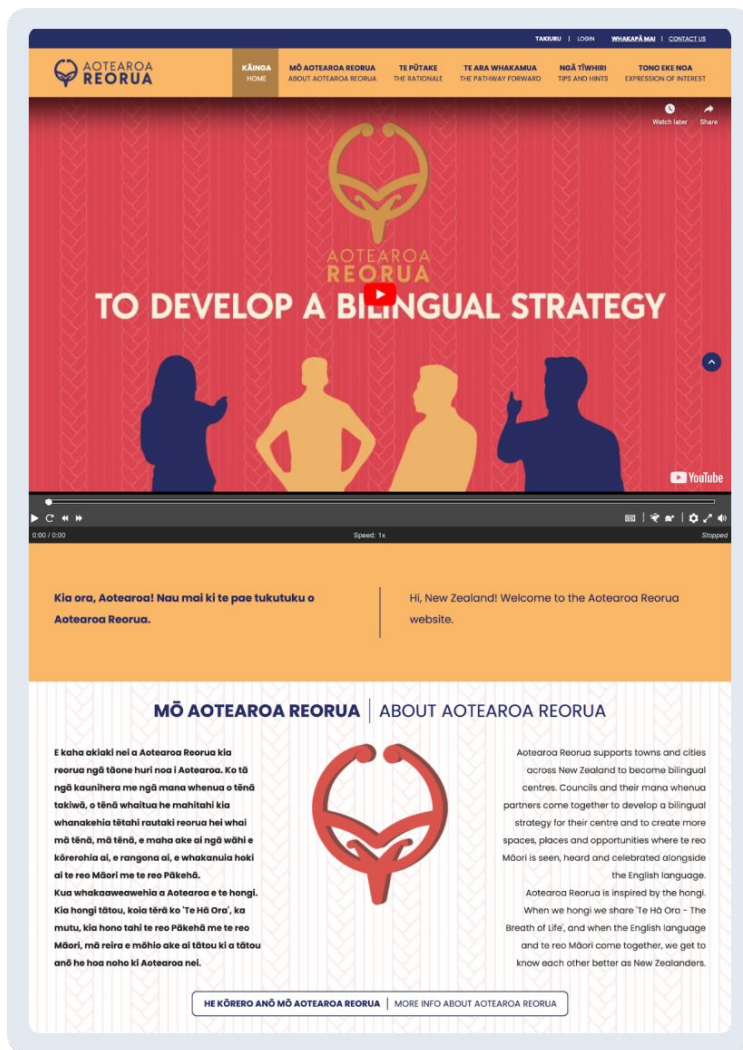 TAKIURU | LOGIN WHAKAPĀ MAI | CONTACT US
AOTEAROA
REORUA
KĀINGA
HOME
MŌ AOTEAROA REORUA
ABOUT AOTEAROA REORUA
TE PŪTAKE
THE RATIONALE
TE ARA WHAKAMUA
THE PATHWAY FORWARD
NGĀ TĪWHIRI
TIPS AND HINTS
TONO EKE NOA
EXPRESSION OF INTEREST
Watch later Share
AOTEAROA
REORUA
TO DEVELOP A BILINGUAL STRATEGY
YouTube
0:00 / 0:00 Speed: 1x Stopped
Kia ora, Aotearoa! Nau mai ki te pae tukutuku o
Aotearoa Reorua.
Hi, New Zealand! Welcome to the Aotearoa Reorua
website.
MŌ AOTEAROA REORUA | ABOUT AOTEAROA REORUA
E kaha akiaki nei a Aotearoa Reorua kia
reorua ngā tāone huri noa i Aotearoa. Ko tā
ngā kaunihera me ngā mana whenua o tēnā
takiwā, o tēnā whaitua he mahitahi kia
whanakehia tētahi rautaki reorua hei whai
mā tēnā, mā tēnā, e maha ake ai ngā wāhi e
kōrerohia ai, e rangona ai, e whakanuia hoki
ai te reo Māori me te reo Pākehā.
Kua whakaaweawehia a Aotearoa e te hongi.
Kia hongi tātou, koia tērā ko 'Te Hā Ora', ka
mutu, kia hono tahi te reo Pākehā me te reo
Māori, mā reira e mōhio ake ai tātou ki a tātou
anō he hoa noho ki Aotearoa nei.
Aotearoa Reorua supports towns and cities
across New Zealand to become bilingual
centres. Councils and their mana whenua
partners come together to develop a bilingual
strategy for their centre and to create more
spaces, places and opportunities where te reo
Māori is seen, heard and celebrated alongside
the English language.
Aotearoa Reorua is inspired by the hongi.
When we hongi we share 'Te Hā Ora - The
Breath of Life', and when the English language
and te reo Māori come together, we get to
know each other better as New Zealanders.
HE KŌRERO ANŌ MŌ AOTEAROA REORUA | MORE INFO ABOUT AOTEAROA REORUA